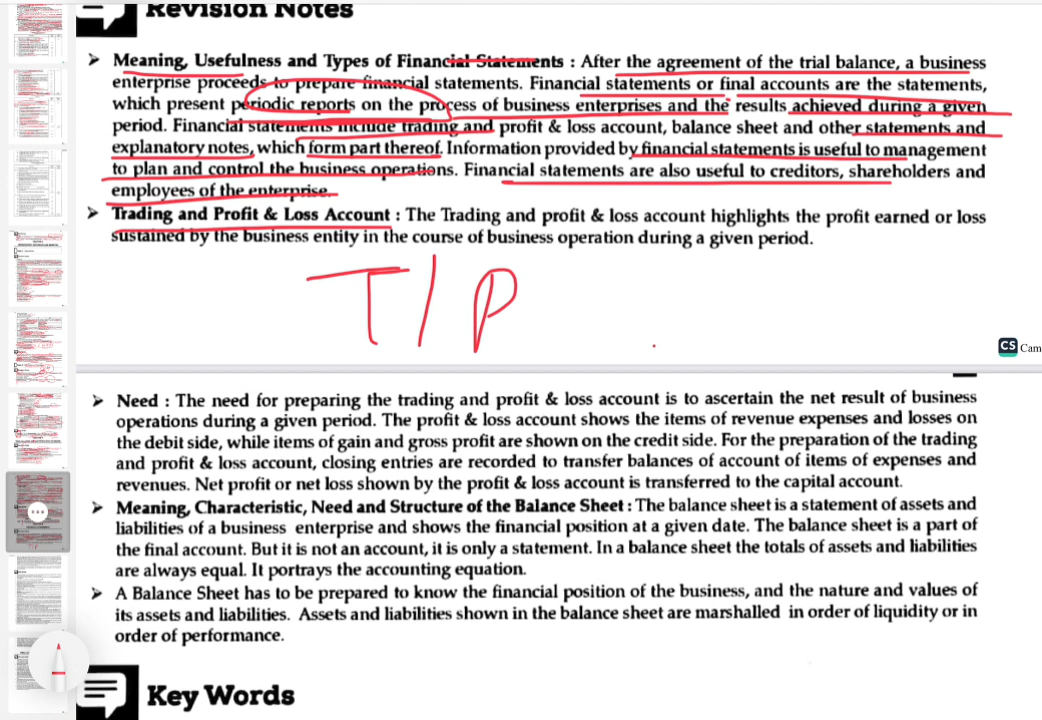 Revision Notes
➤ Meaning, Usefulness and Types of Financial Statements : After the agreement of the trial balance, a business
enterprise proceeds to prepare financial statements. Financial statements or final accounts are the statements,
which present periodic reports on the process of business enterprises and the results achieved during a given
period. Financial statements include trading and profit & loss account, balance sheet and other statements and
explanatory notes, which form part thereof. Information provided by financial statements is useful to management
to plan and control the business operations. Financial statements are also useful to creditors, shareholders and
employees of the enterprise.
➤ Trading and Profit & Loss Account : The Trading and profit & loss account highlights the profit earned or loss
sustained by the business entity in the course of business operation during a given period.
T/P
CS Cam
➤ Need : The need for preparing the trading and profit & loss account is to ascertain the net result of business
operations during a given period. The profit & loss account shows the items of revenue expenses and losses on
the debit side, while items of gain and gross profit are shown on the credit side. For the preparation of the trading
and profit & loss account, closing entries are recorded to transfer balances of account of items of expenses and
revenues. Net profit or net loss shown by the profit & loss account is transferred to the capital account.
➤ Meaning, Characteristic, Need and Structure of the Balance Sheet : The balance sheet is a statement of assets and
liabilities of a business enterprise and shows the financial position at a given date. The balance sheet is a part of
the final account. But it is not an account, it is only a statement. In a balance sheet the totals of assets and liabilities
are always equal. It portrays the accounting equation.
➤ A Balance Sheet has to be prepared to know the financial position of the business, and the nature and values of
its assets and liabilities. Assets and liabilities shown in the balance sheet are marshalled in order of liquidity or in
order of performance.
Key Words